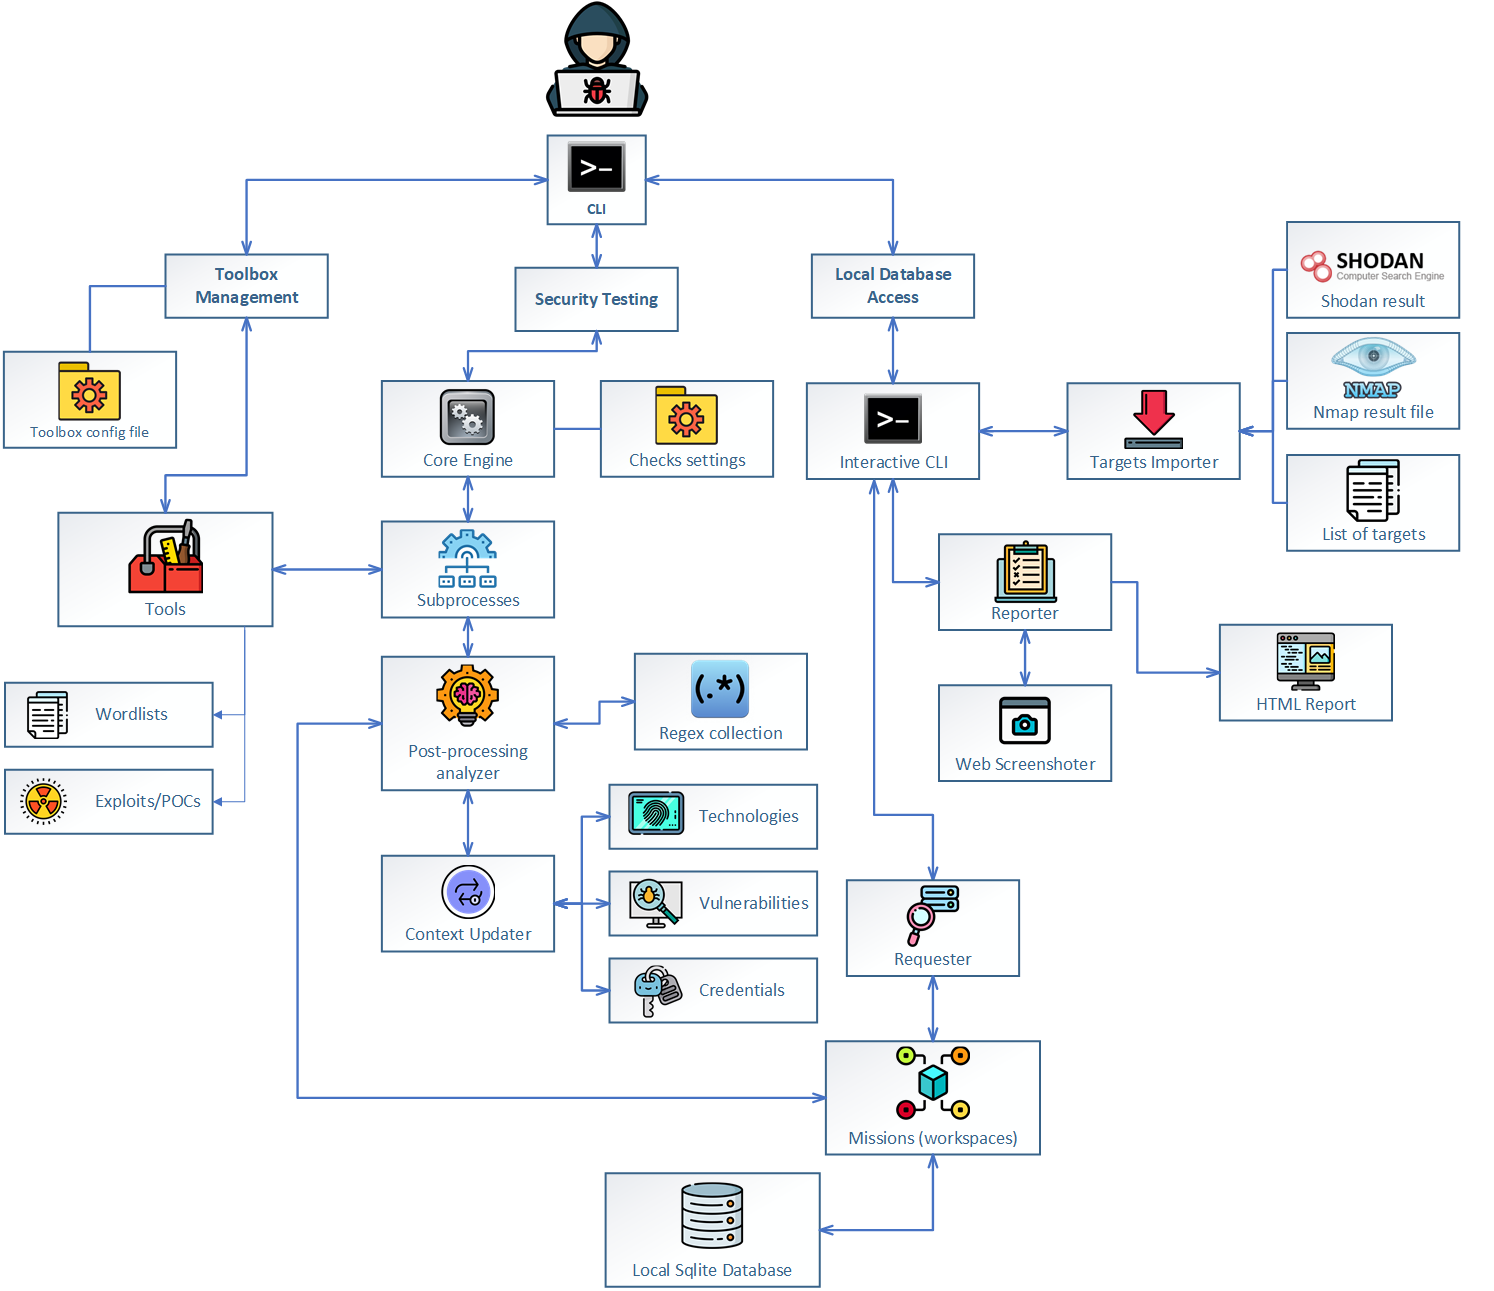 >_
CLI
Toolbox
Management
Security Testing
Local Database
Access
SHODAN
Computer Search Engine
Shodan result
NMAP
Nmap result file
List of targets
Toolbox config file
Core Engine
Checks settings
>_
Interactive CLI
Targets Importer
Tools
Subprocesses
Reporter
HTML Report
Wordlists
Exploits/POCs
Post-processing
analyzer
(.*)
Regex collection
Web Screenshoter
Technologies
Vulnerabilities
Credentials
Context Updater
Requester
Missions (workspaces)
Local Sqlite Database